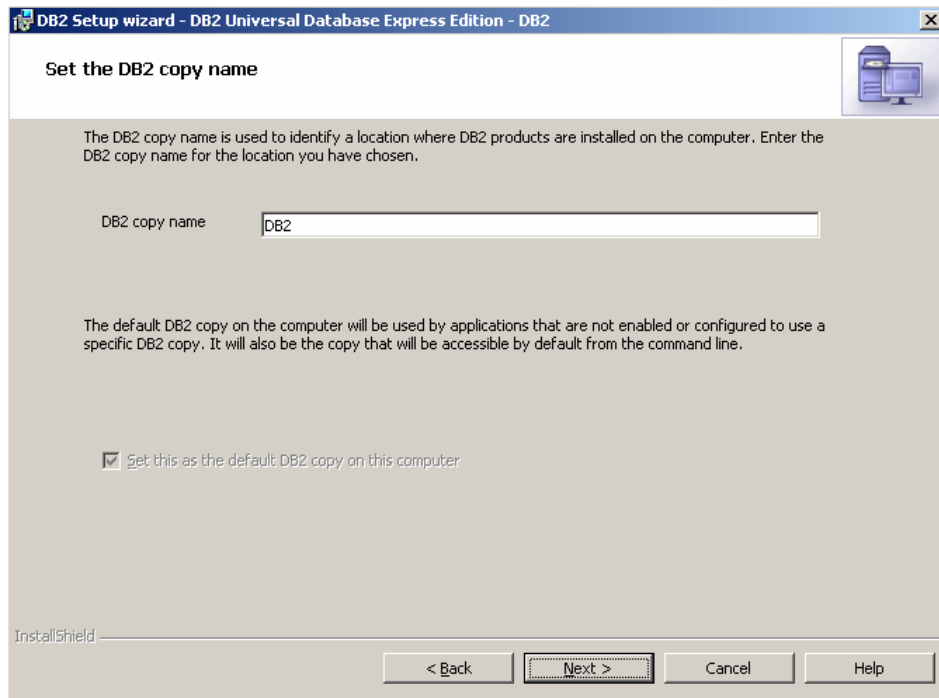 DB2 Setup wizard - DB2 Universal Database Express Edition - DB2
Set the DB2 copy name
The DB2 copy name is used to identify a location where DB2 products are installed on the computer. Enter the
DB2 copy name for the location you have chosen.
DB2 copy name
DB2
The default DB2 copy on the computer will be used by applications that are not enabled or configured to use a
specific DB2 copy. It will also be the copy that will be accessible by default from the command line.
Set this as the default DB2 copy on this computer
InstallShield
< Back
Next >
Cancel
Help